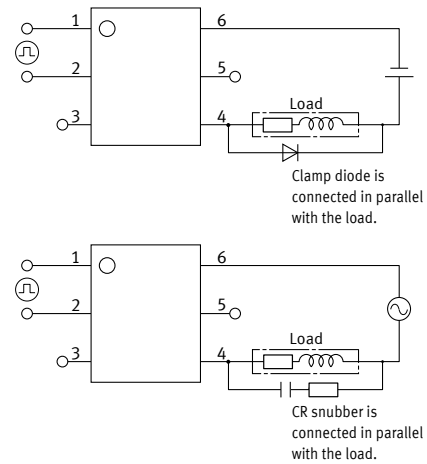 1
6
2
5
3
4
Load
Clamp diode is
connected in parallel
with the load.
1
6
2
5
3
4
Load
CR snubber is
connected in parallel
with the load.